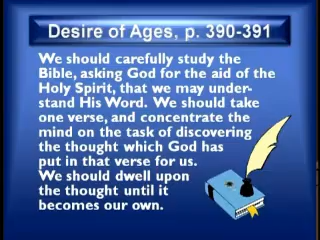 Desire of Ages, p. 390-391
We should carefully study the
Bible, asking God for the aid of the
Holy Spirit, that we may under-
stand His Word. We should take
one verse, and concentrate the
mind on the task of discovering
the thought which God has
put in that verse for us.
We should dwell upon
the thought until it
becomes our own.